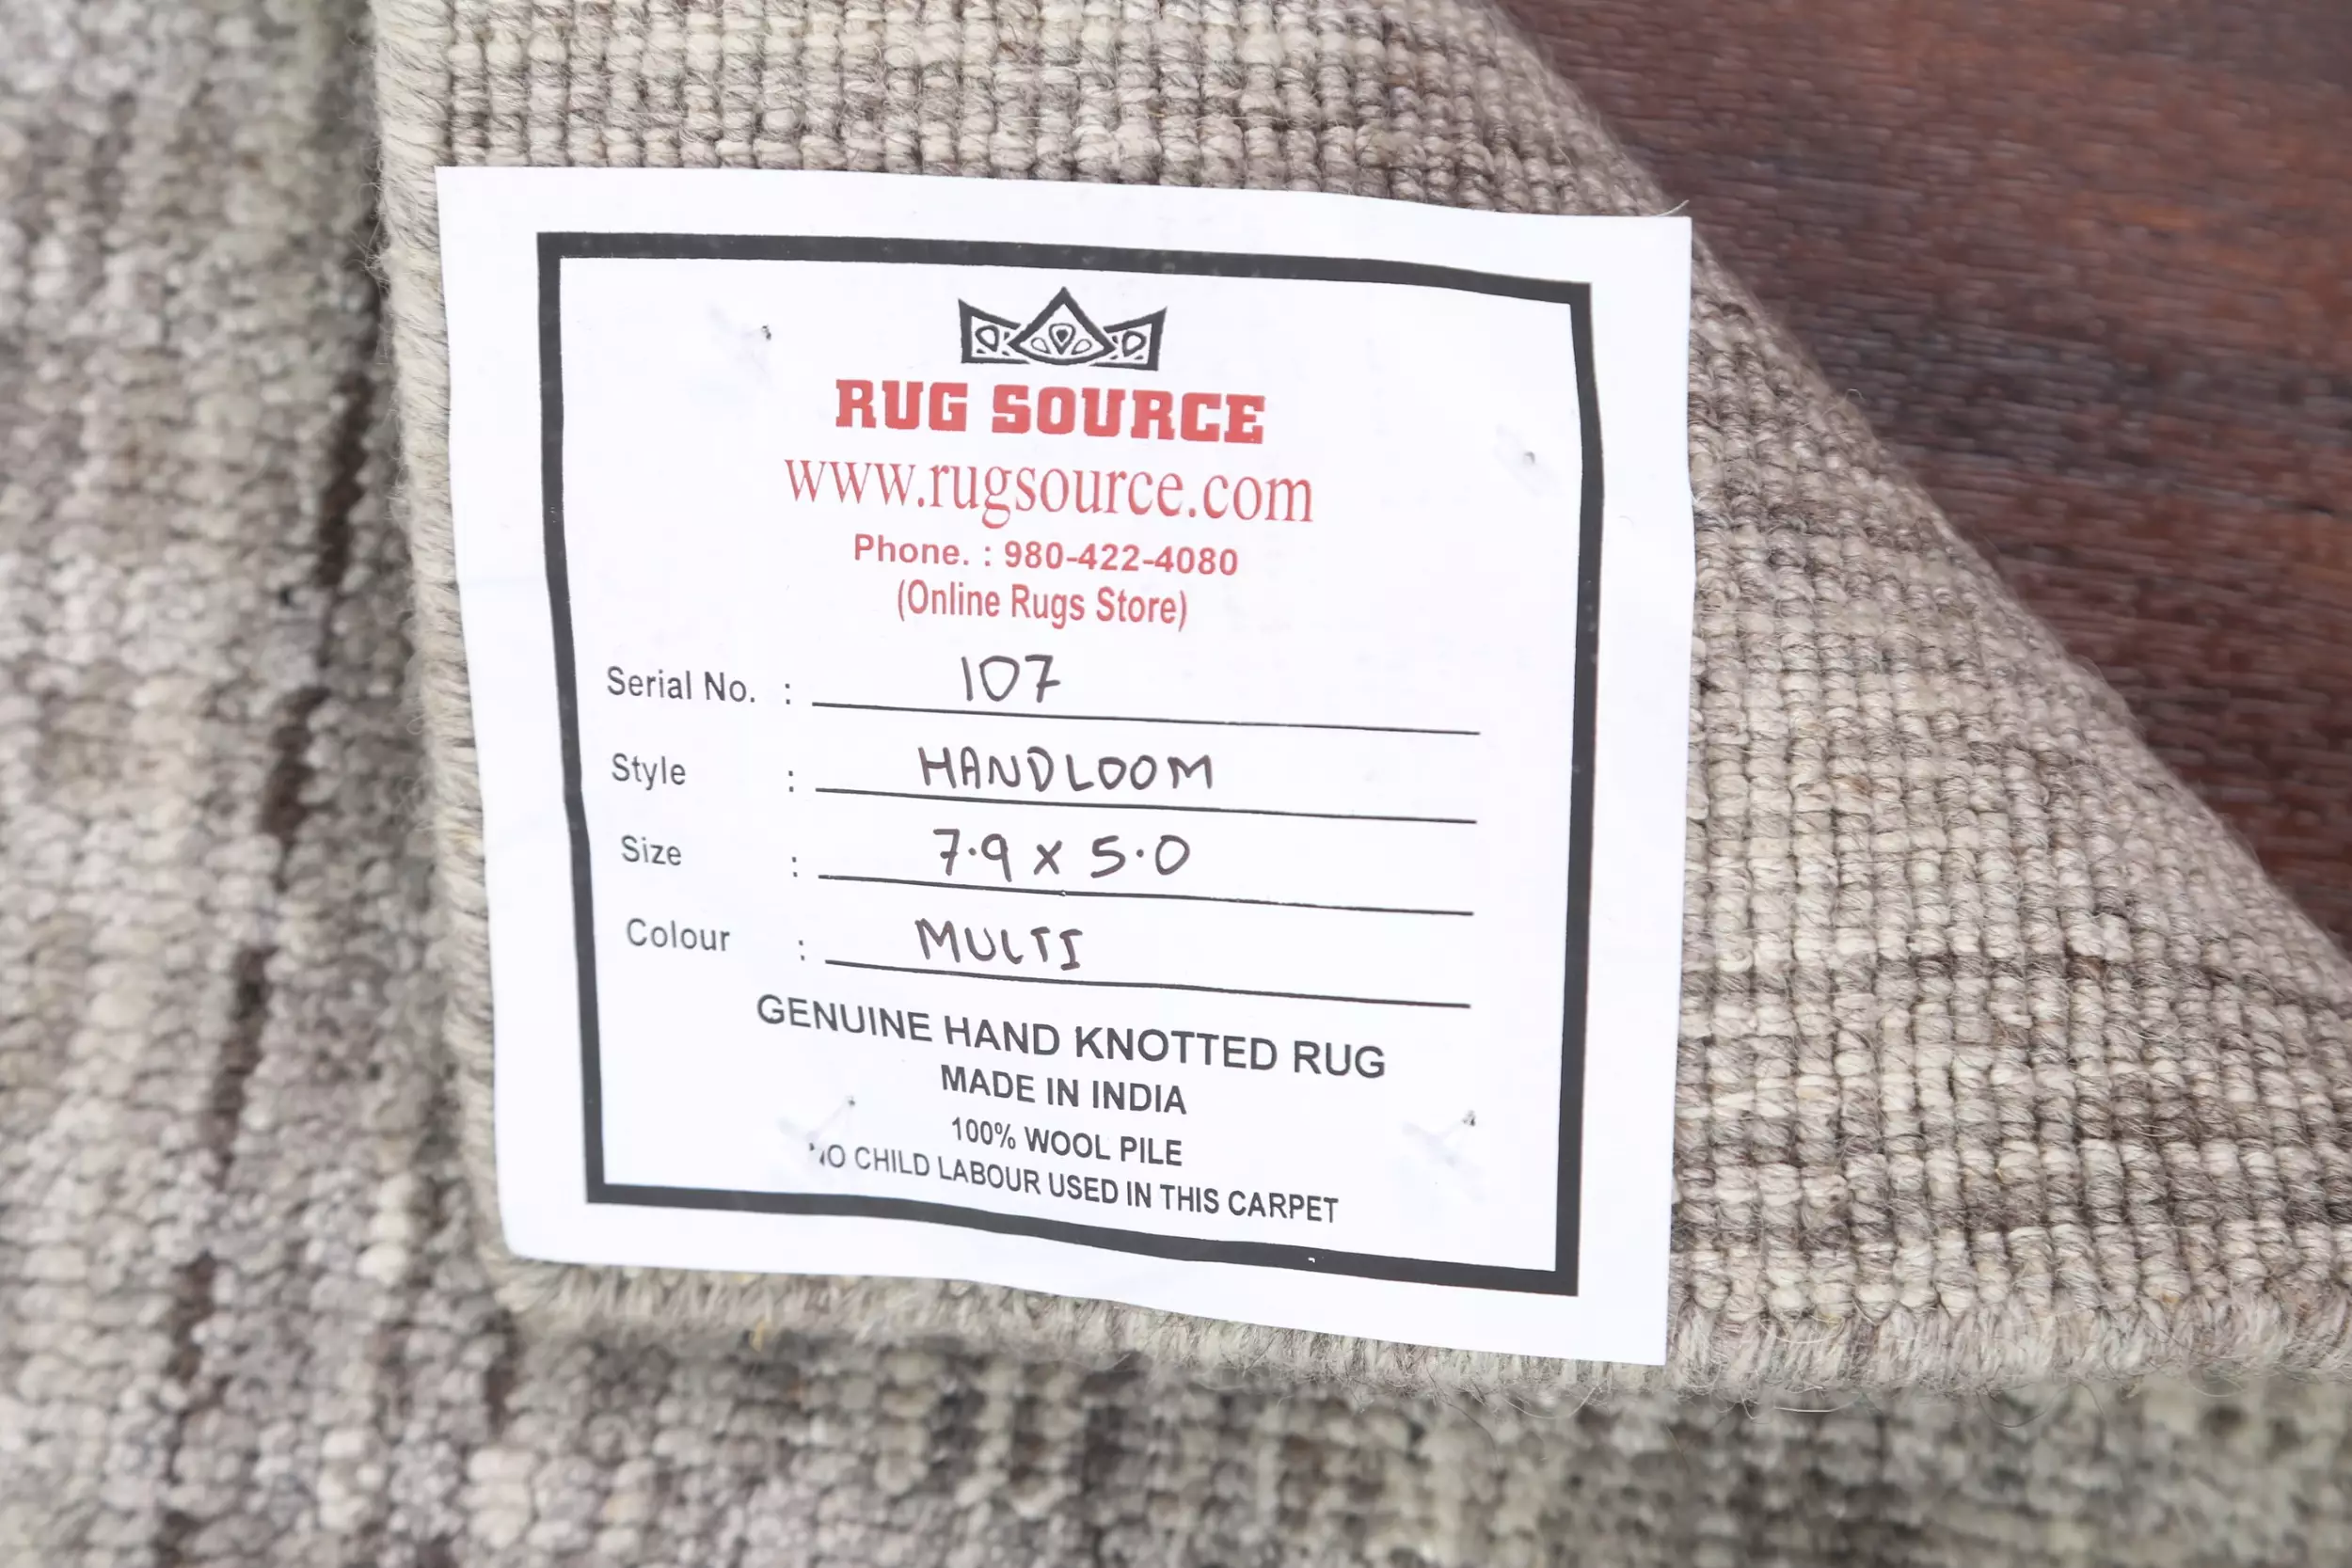 RUG SOURCE
www.rugsource.com
Phone. : 980-422-4080
(Online Rugs Store)
Serial No. : 107
Style : HANDLOOM
Size : 7.9 x 5.0
Colour : MULTI
GENUINE HAND KNOTTED RUG
MADE IN INDIA
100% WOOL PILE
NO CHILD LABOUR USED IN THIS CARPET